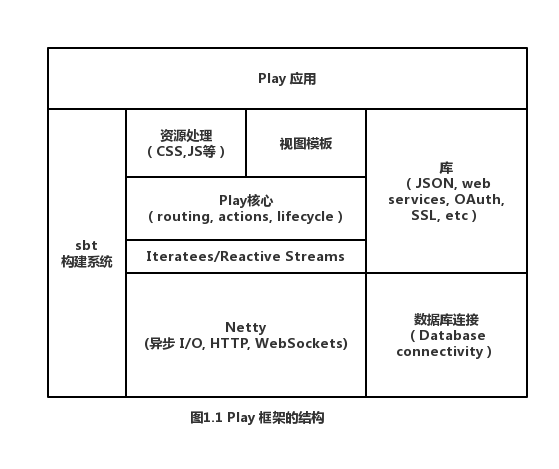 Play 应用
资源处理
（ CSS,JS等 ）
视图模板
库
（ JSON, web
services, OAuth,
SSL, etc ）
Play核心
（ routing, actions, lifecycle ）
sbt
构建系统
Iteratees/Reactive Streams
Netty
(异步 I/O, HTTP, WebSockets)
数据库连接
（ Database
connectivity ）
图1.1 Play 框架的结构